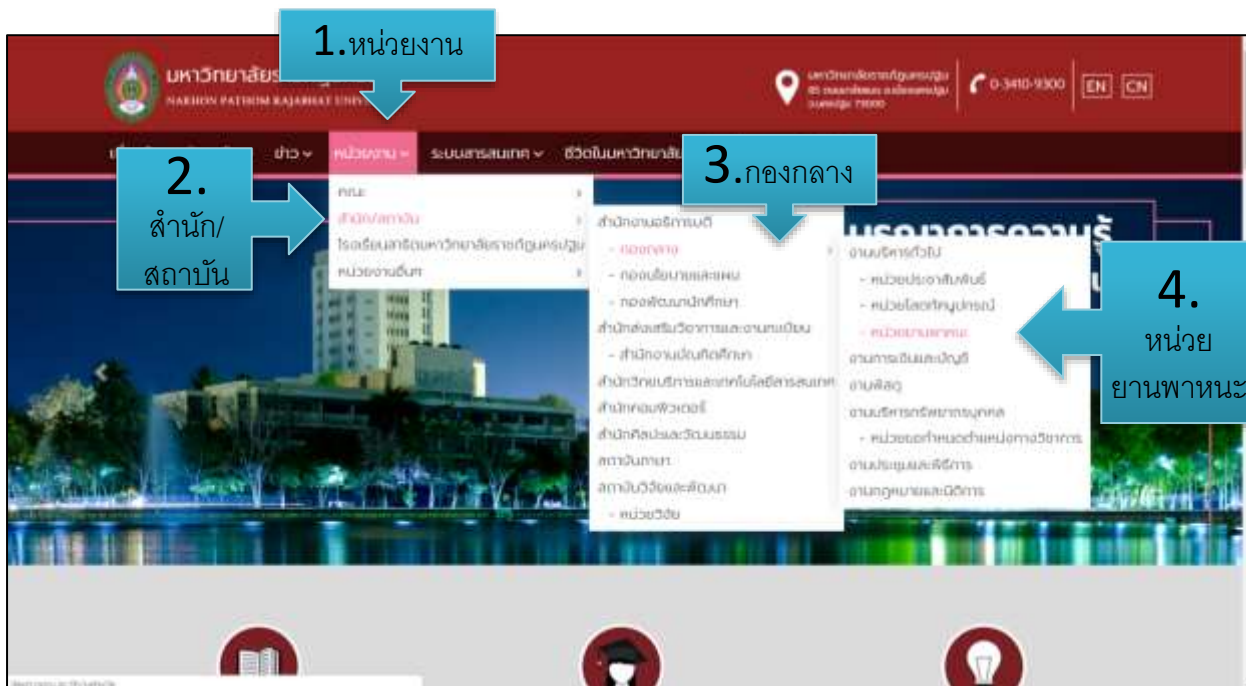 1.หน่วยงาน
NAKHON PATHOM RAJABHAT
มหาวิทยาลัยราชภัฏนครปฐม
0-3410-9300
EN CN
ข่าว
หน่วยงาน
ระบบสารสนเทศ
ชีวิตในมหาวิทยาลัย
2.
สำนัก/
สถาบัน
3.กองกลาง
4.
หน่วย
ยานพาหนะ
คณะ
สำนัก/สถาบัน
โรงเรียนสาธิตมหาวิทยาลัยราชภัฏนครปฐม
หน่วยงานอื่นๆ
สำนักงานอธิการบดี
- กองกลาง
- กองนโยบายและแผน
- กองพัฒนานักศึกษา
สำนักส่งเสริมวิชาการและงานทะเบียน
- สำนักงานบัณฑิตศึกษา
สำนักวิทยบริการและเทคโนโลยีสารสนเทศ
สำนักคอมพิวเตอร์
สำนักศิลปะและวัฒนธรรม
สถาบันภาษา
สถาบันวิจัยและพัฒนา
- หน่วยวิจัย
บูรณาการความรู้
งานบริหารทั่วไป
- หน่วยประชาสัมพันธ์
- หน่วยโสตทัศนูปกรณ์
- หน่วยยานพาหนะ
งานการเงินและบัญชี
งานพัสดุ
งานบริหารทรัพยากรบุคคล
- หน่วยขอกำหนดตำแหน่งทางวิชาการ
งานประชุมและพิธีการ
งานกฎหมายและนิติการ